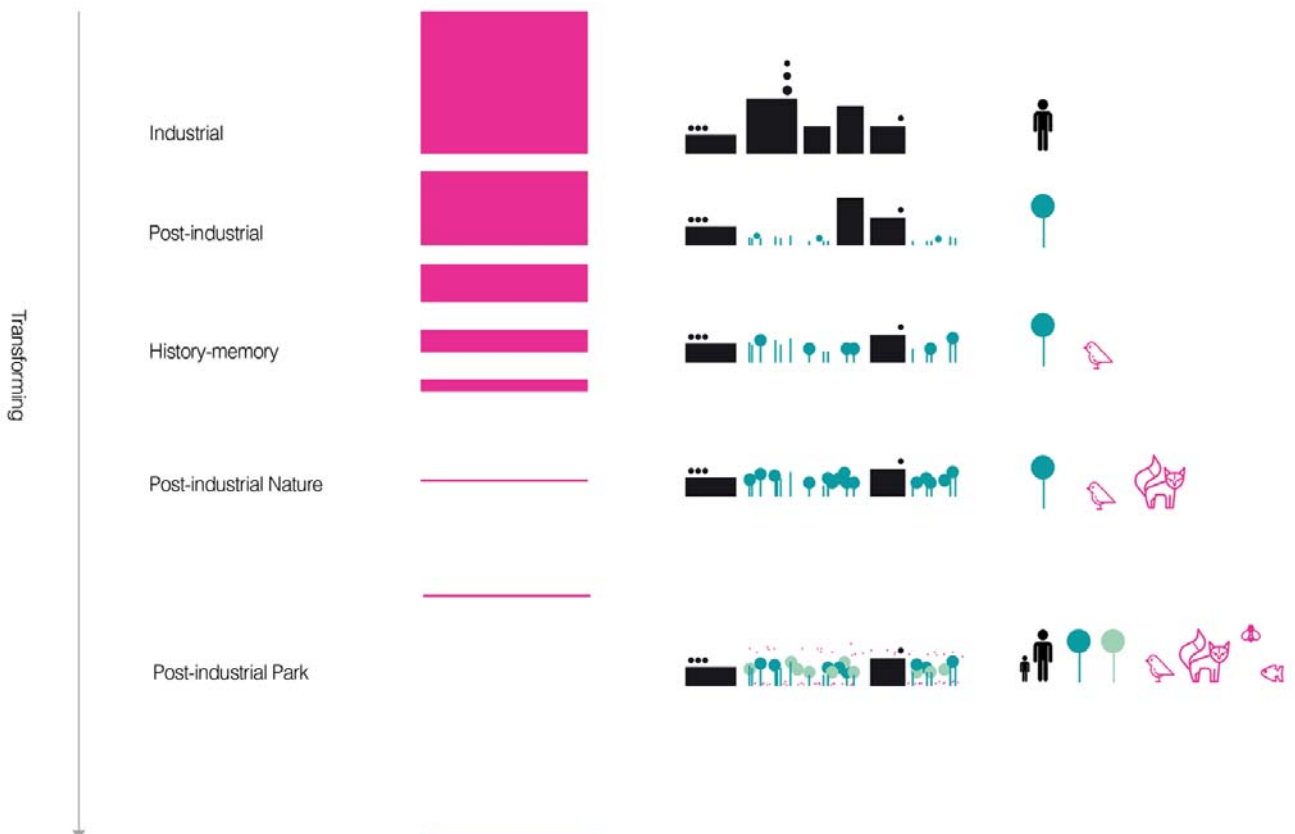 Industrial
Post-industrial
Transforming
History-memory
Post-industrial Nature
Post-industrial Park